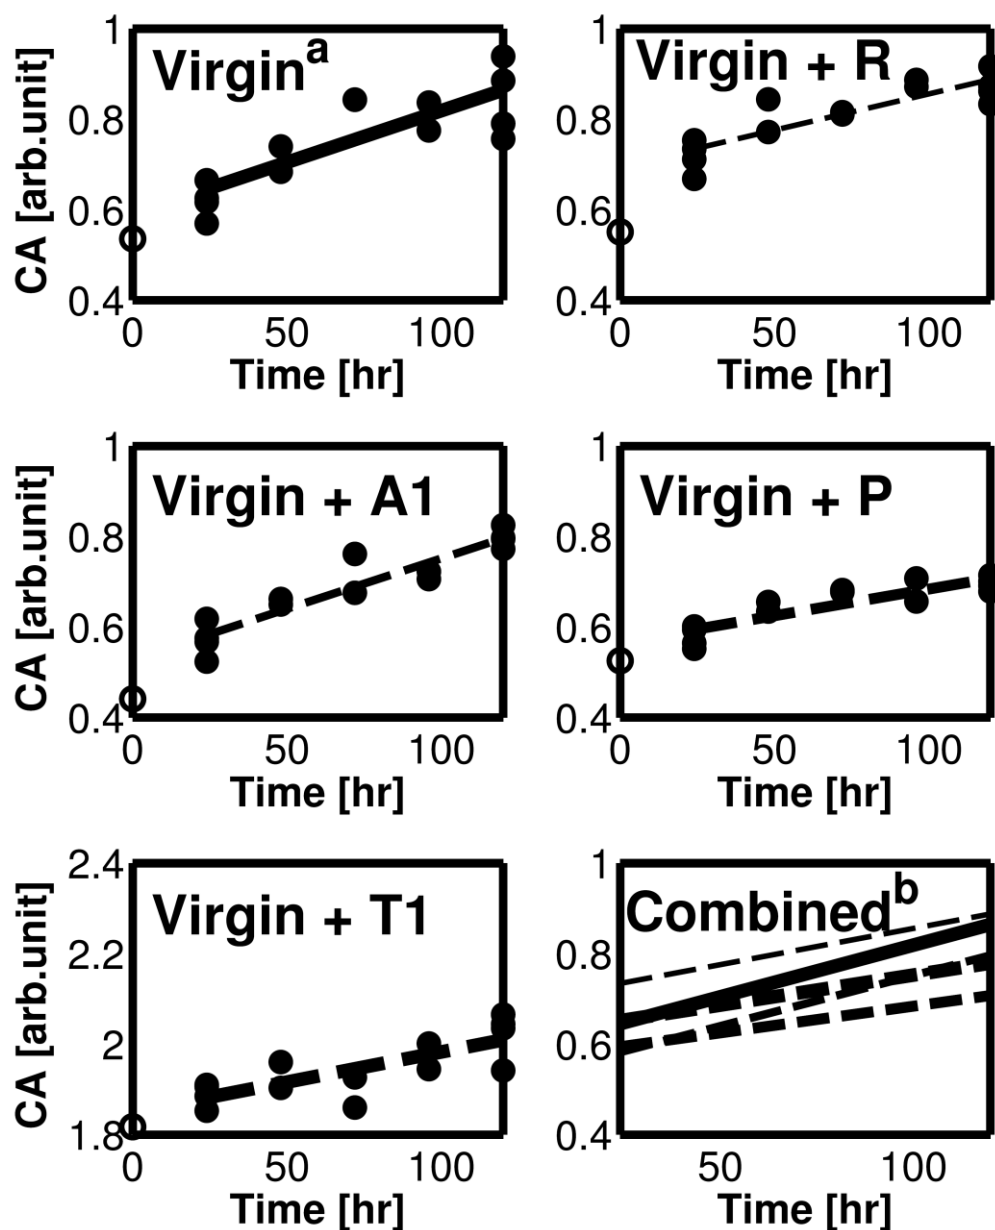 Virginᵃ
CA [arb.unit]
1
0.8
0.6
0.4
0 50 100
Time [hr]
Virgin + R
1
0.8
0.6
0.4
0 50 100
Time [hr]
Virgin + A1
CA [arb.unit]
1
0.8
0.6
0.4
0 50 100
Time [hr]
Virgin + P
1
0.8
0.6
0.4
0 50 100
Time [hr]
Virgin + T1
CA [arb.unit]
2.4
2.2
2
1.8
0 50 100
Time [hr]
Combinedᵇ
1
0.8
0.6
0.4
50 100
Time [hr]